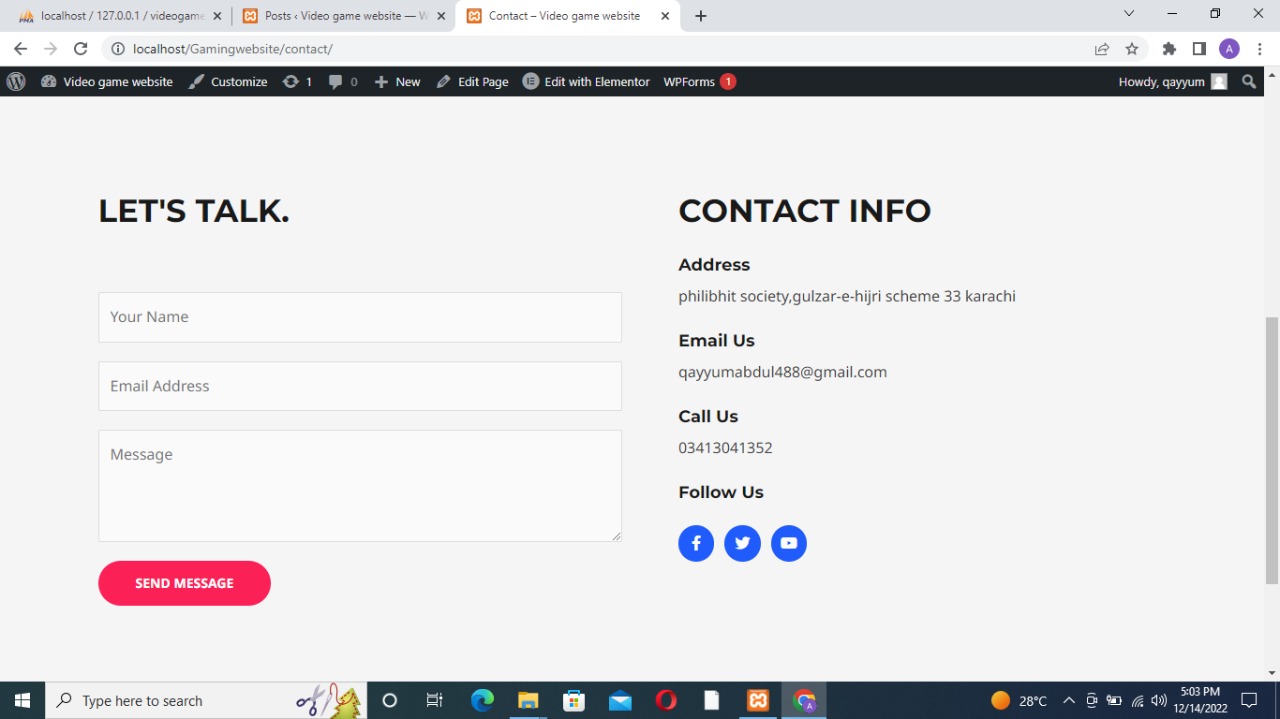 localhost / 127.0.0.1 / videogame
Posts ‹ Video game website — W
Contact – Video game website
localhost/Gamingwebsite/contact/
A
Video game website
Customize
1
0
New
Edit Page
Edit with Elementor
WPForms 1
Howdy, qayyum
LET'S TALK.
Your Name
Email Address
Message
SEND MESSAGE
CONTACT INFO
Address
philibhit society,gulzar-e-hijri scheme 33 karachi
Email Us
qayyumabdul488@gmail.com
Call Us
03413041352
Follow Us
Type here to search
28°C
5:03 PM
12/14/2022